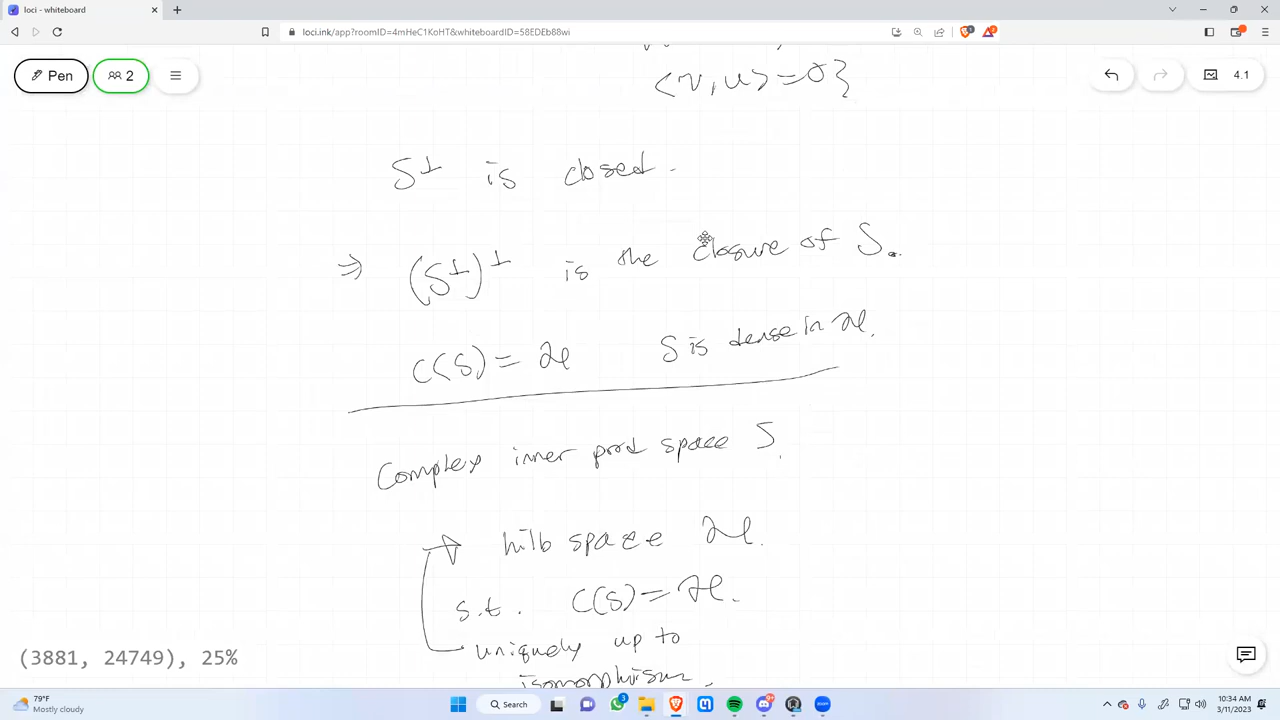 loci - whiteboard
loci.ink/app?roomID=4mHeC1KoHT&whiteboardID=58EDEb88wi
Pen
2
4.1
<v, u> = 0}
S⊥ is closed.
⇒ (S⊥)⊥ is the closure of S.
C(S) = ℋ S is dense in ℋ.
Complex inner prod space S.
→ hilb space ℋ.
s.t. C(S) = ℋ.
uniquely up to
isomorphism.
(3881, 24749), 25%
79°F
Mostly cloudy
Search
3
10:34 AM
3/11/2023